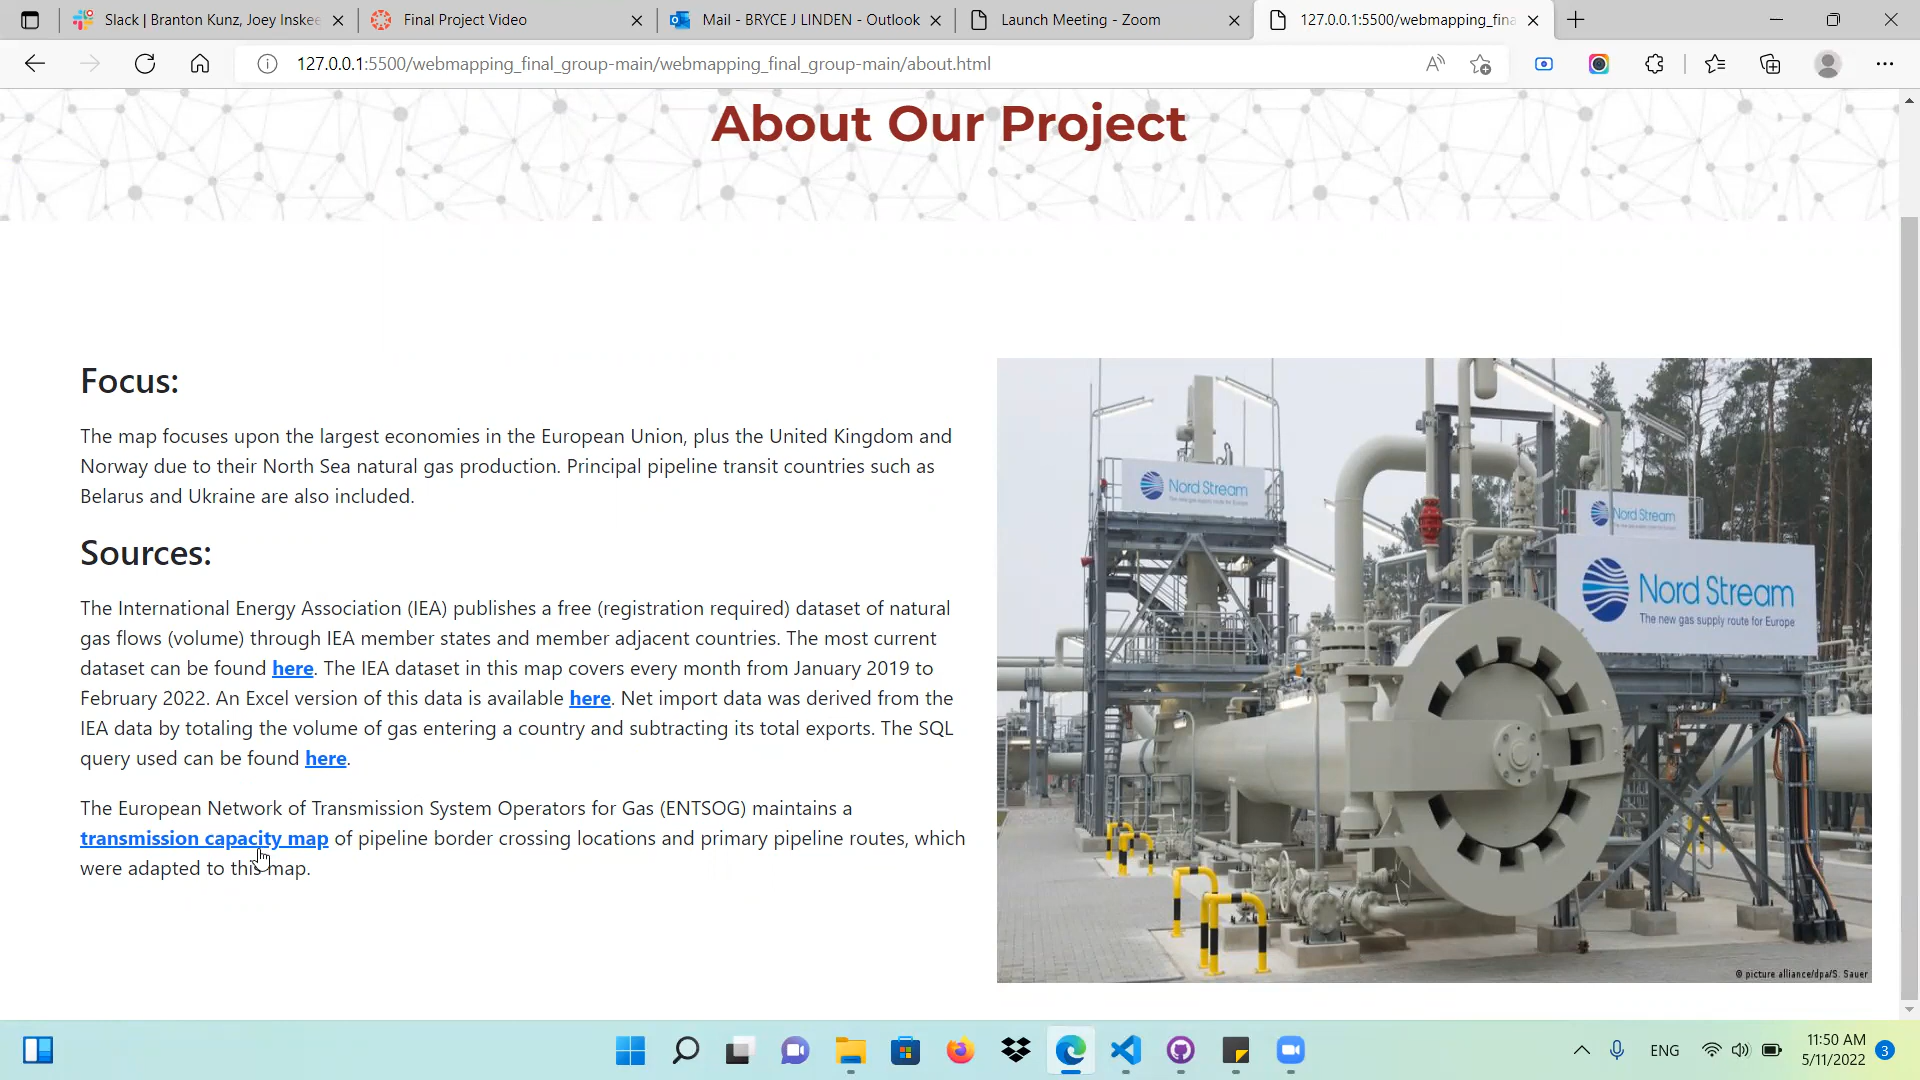 Slack | Branton Kunz, Joey Inske
Final Project Video
Mail - BRYCE J LINDEN - Outlook
Launch Meeting - Zoom
127.0.0.1:5500/webmapping_fina
127.0.0.1:5500/webmapping_final_group-main/webmapping_final_group-main/about.html
About Our Project
Focus:
The map focuses upon the largest economies in the European Union, plus the United Kingdom and
Norway due to their North Sea natural gas production. Principal pipeline transit countries such as
Belarus and Ukraine are also included.
Sources:
The International Energy Association (IEA) publishes a free (registration required) dataset of natural
gas flows (volume) through IEA member states and member adjacent countries. The most current
dataset can be found here. The IEA dataset in this map covers every month from January 2019 to
February 2022. An Excel version of this data is available here. Net import data was derived from the
IEA data by totaling the volume of gas entering a country and subtracting its total exports. The SQL
query used can be found here.
The European Network of Transmission System Operators for Gas (ENTSOG) maintains a
transmission capacity map of pipeline border crossing locations and primary pipeline routes, which
were adapted to this map.
Nord Stream
The new gas supply route for Europe
Nord Stream
Nord Stream
The new gas supply route for Europe
© picture alliance/dpa/S. Sauer
ENG
11:50 AM
5/11/2022
3